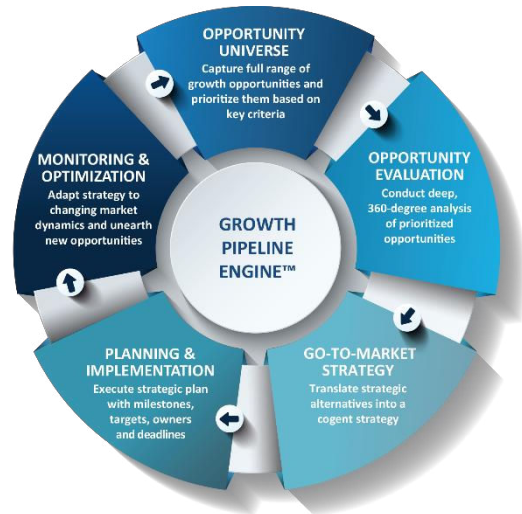 OPPORTUNITY
UNIVERSE
Capture full range of
growth opportunities and
prioritize them based on
key criteria
OPPORTUNITY
EVALUATION
Conduct deep,
360-degree analysis
of prioritized
opportunities
GO-TO-MARKET
STRATEGY
Translate strategic
alternatives into a
cogent strategy
PLANNING &
IMPLEMENTATION
Execute strategic plan
with milestones,
targets, owners
and deadlines
MONITORING &
OPTIMIZATION
Adapt strategy to
changing market
dynamics and unearth
new opportunities
GROWTH
PIPELINE
ENGINE™